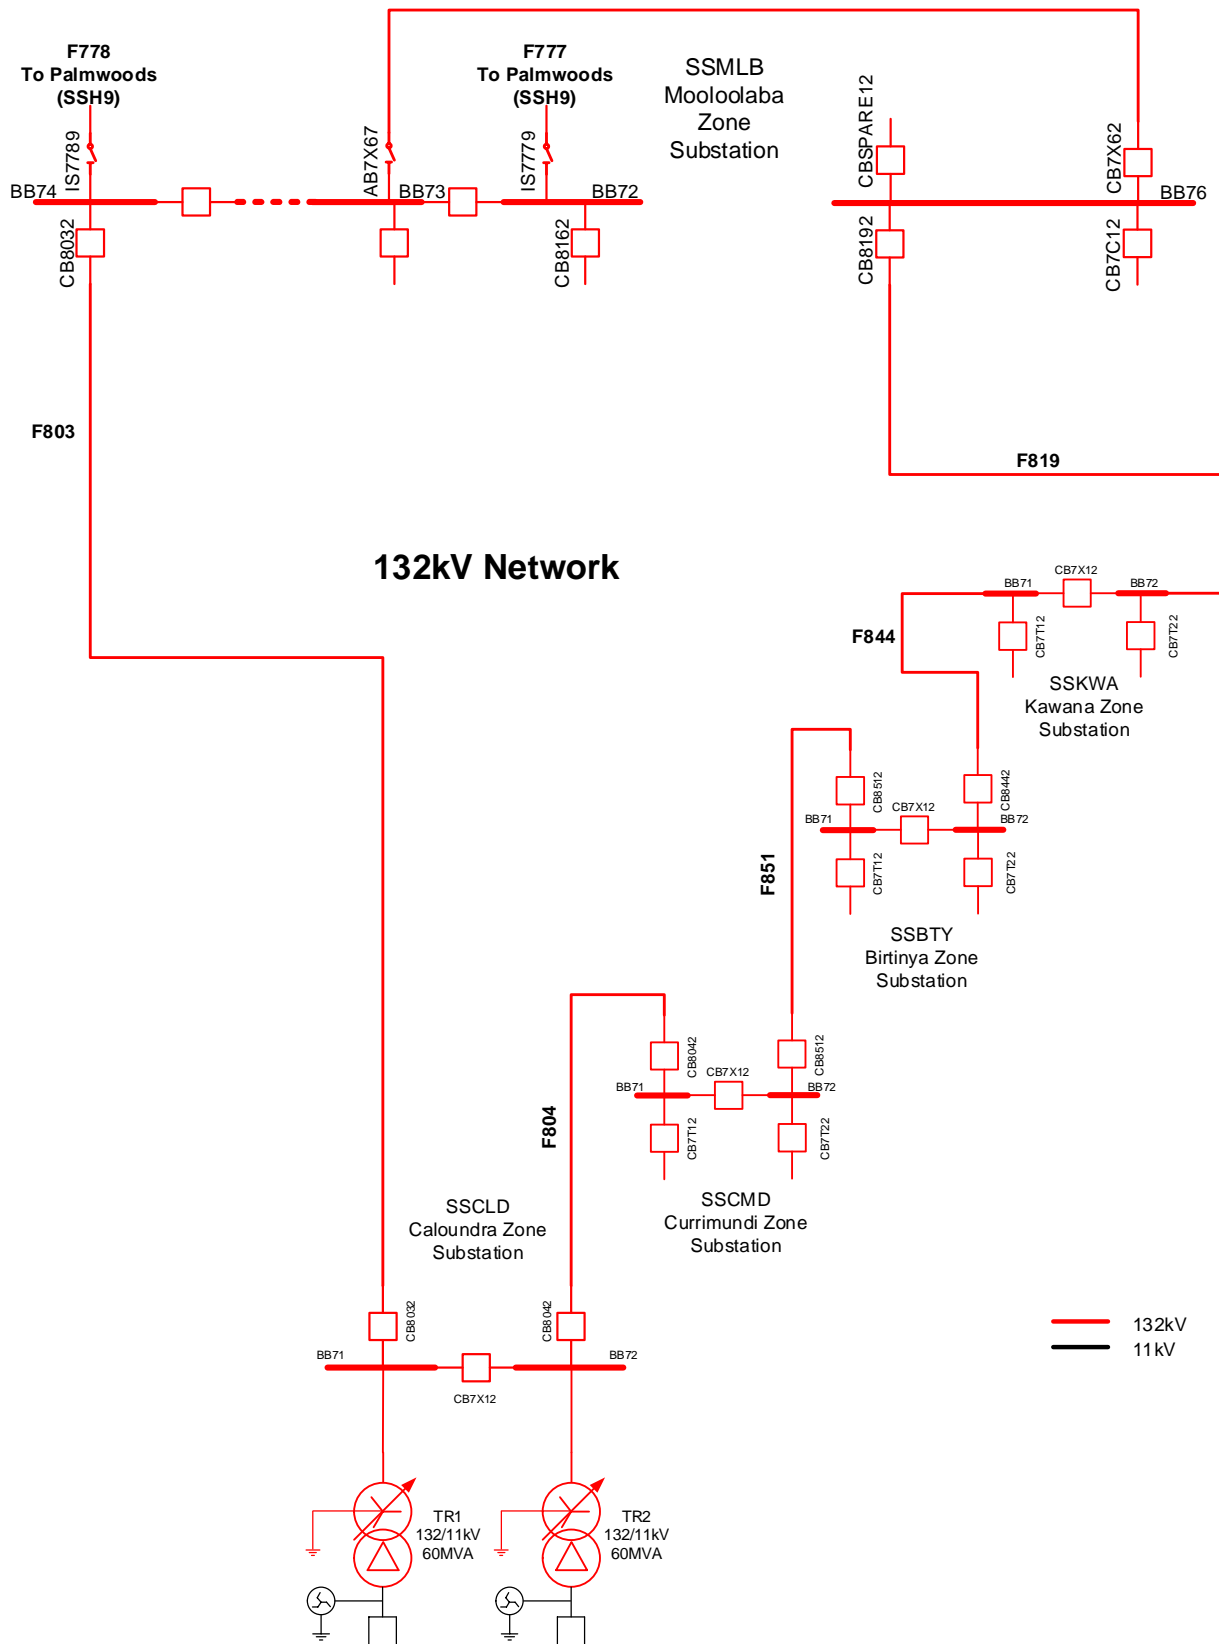 F778
To Palmwoods
(SSH9)
F777
To Palmwoods
(SSH9)
SSMLB
Mooloolaba
Zone
Substation
IS7789
AB7X67
IS7779
CBSPARE12
CB7X62
BB74
BB73
BB72
BB76
CB8032
CB8162
CB8192
CB7C12
F803
F819
132kV Network
CB7X12
BB71
BB72
CB7T12
CB7T22
F844
SSKWA
Kawana Zone
Substation
CB8512
CB8442
CB7X12
BB71
BB72
CB7T12
CB7T22
F851
SSBTY
Birtinya Zone
Substation
CB8042
CB8512
CB7X12
BB71
BB72
CB7T12
CB7T22
F804
SSCMD
Currimundi Zone
Substation
SSCLD
Caloundra Zone
Substation
CB8032
CB8042
BB71
BB72
CB7X12
132kV
11kV
TR1
132/11kV
60MVA
TR2
132/11kV
60MVA